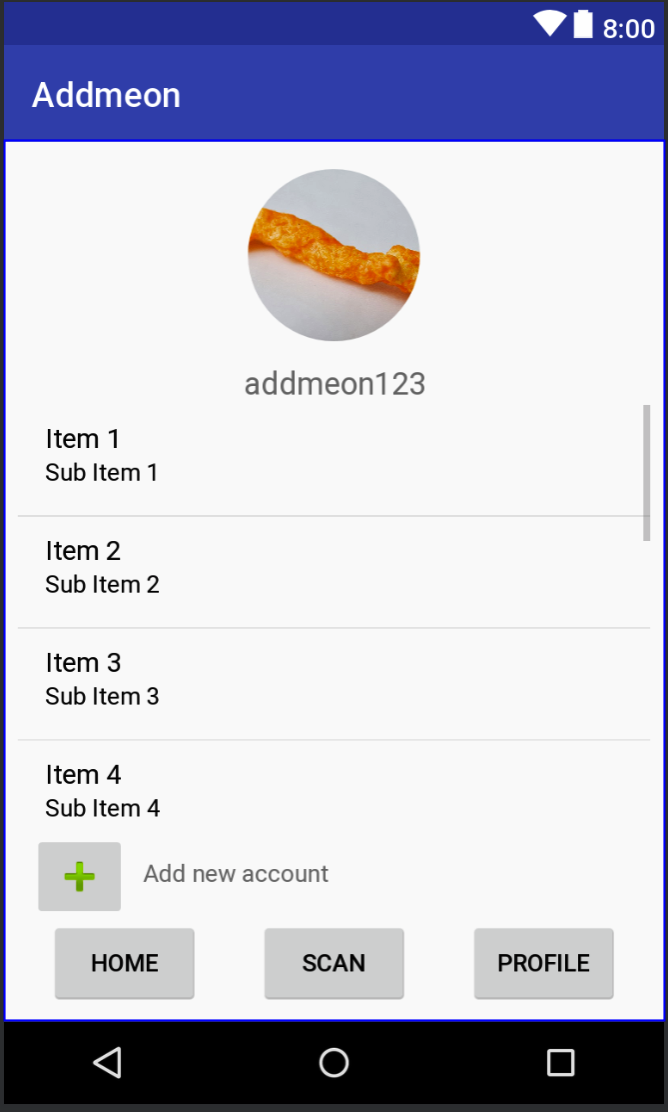 8:00
Addmeon
addmeon123
Item 1
Sub Item 1
Item 2
Sub Item 2
Item 3
Sub Item 3
Item 4
Sub Item 4
Add new account
HOME SCAN PROFILE